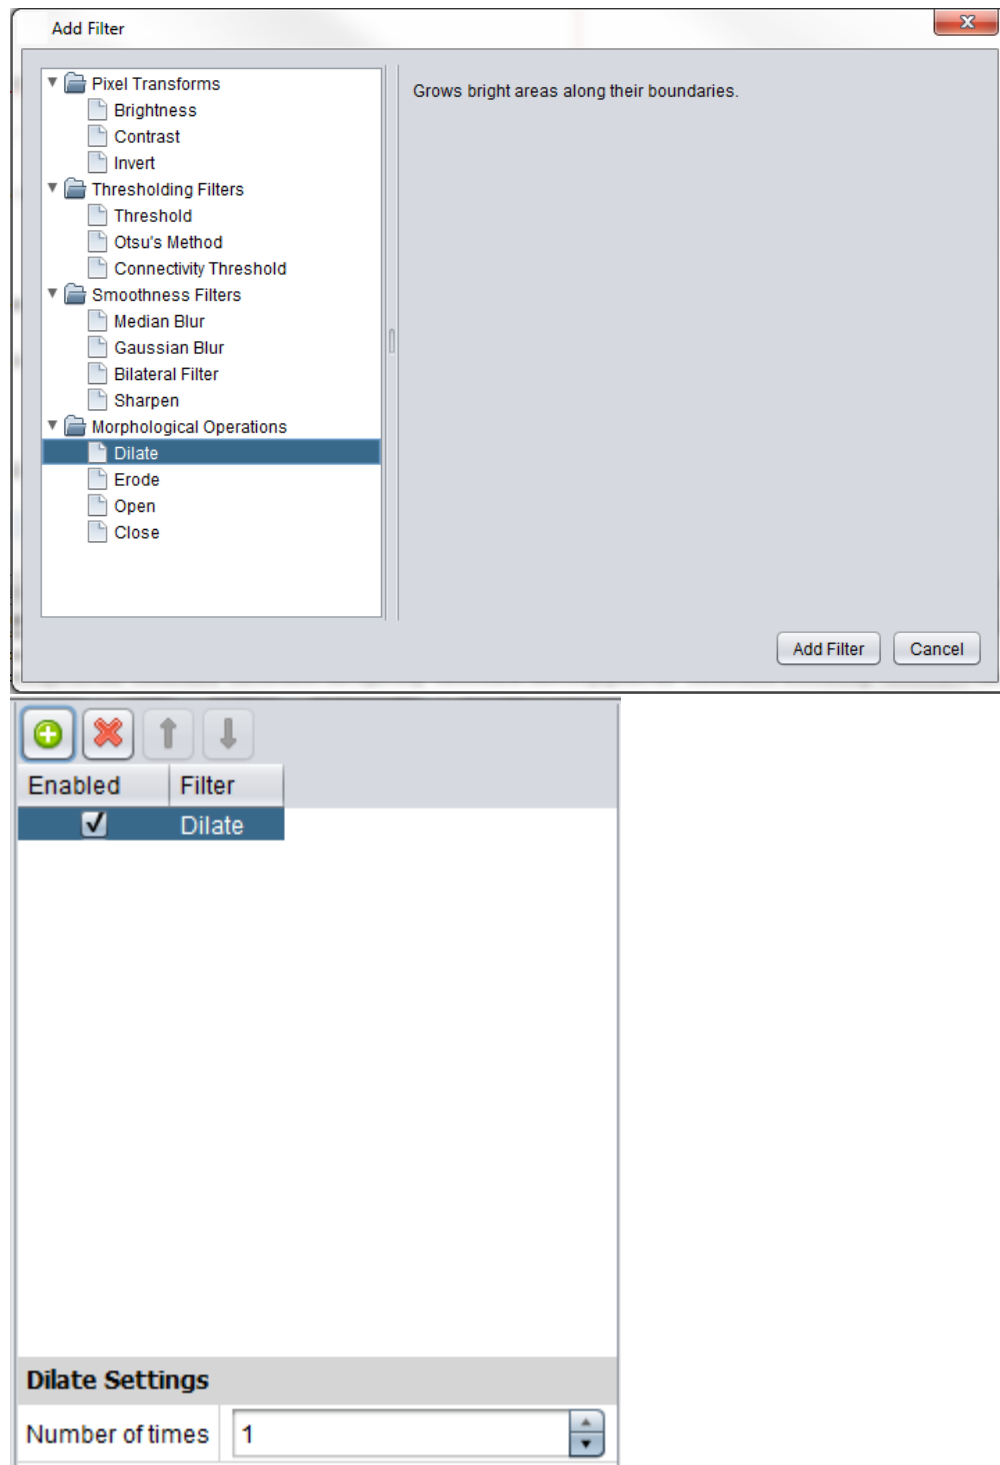 Add Filter
Pixel Transforms
Brightness
Contrast
Invert
Thresholding Filters
Threshold
Otsu's Method
Connectivity Threshold
Smoothness Filters
Median Blur
Gaussian Blur
Bilateral Filter
Sharpen
Morphological Operations
Dilate
Erode
Open
Close
Grows bright areas along their boundaries.
Add Filter Cancel
Enabled Filter
Dilate
Dilate Settings
Number of times 1